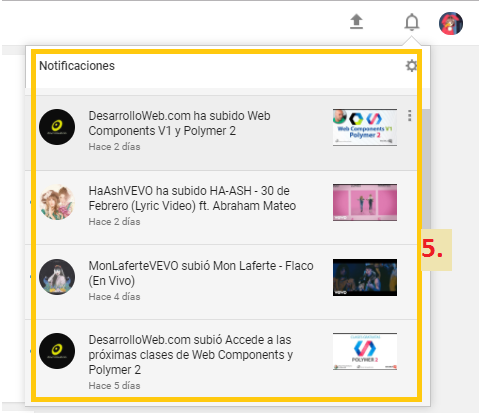 Notificaciones
DesarrolloWeb.com ha subido Web
Components V1 y Polymer 2
Hace 2 días
Web Components V1
Polymer 2
HaAshVEVO ha subido HA-ASH - 30 de
Febrero (Lyric Video) ft. Abraham Mateo
Hace 2 días
5.
MonLaferteVEVO subió Mon Laferte - Flaco
(En Vivo)
Hace 4 días
vevo
DesarrolloWeb.com subió Accede a las
próximas clases de Web Components y
Polymer 2
Hace 5 días
POLYMER 2